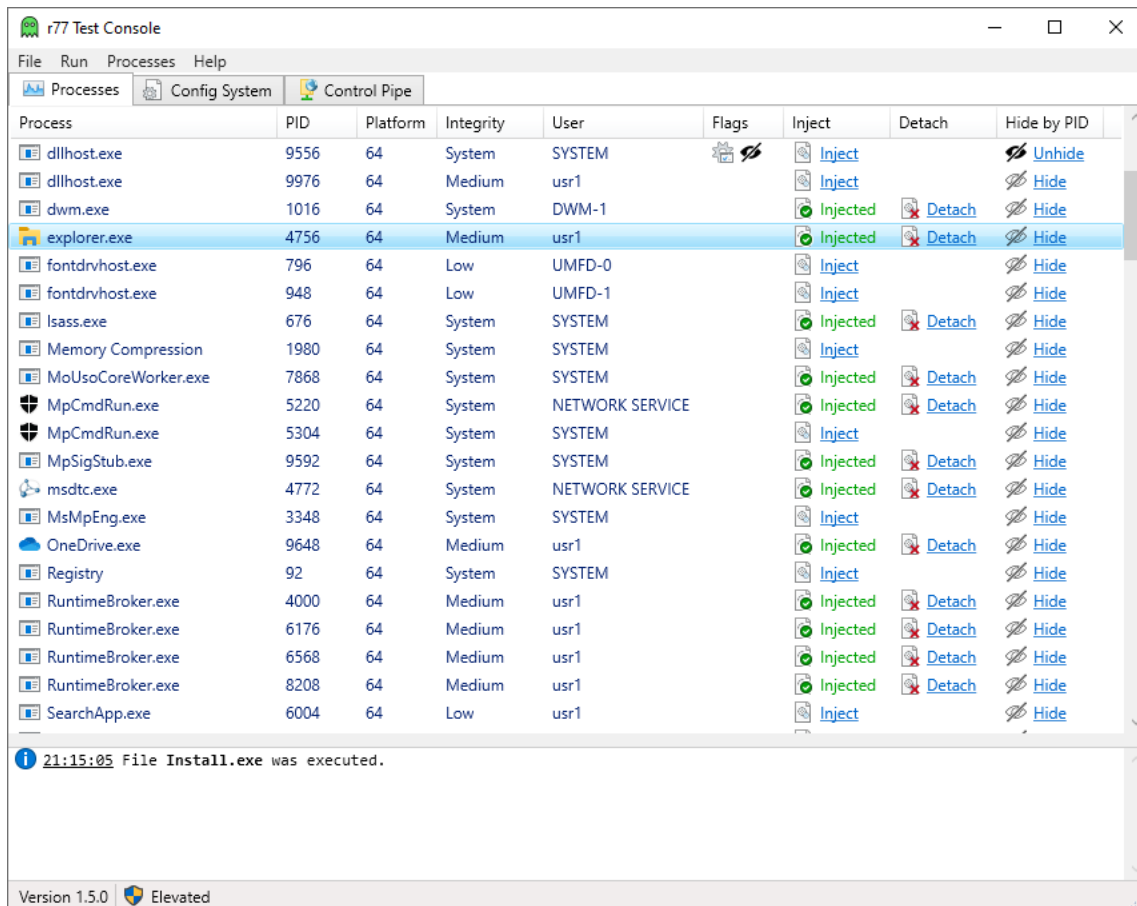 r77 Test Console
File Run Processes Help
Processes Config System Control Pipe
Process PID Platform Integrity User Flags Inject Detach Hide by PID
dllhost.exe 9556 64 System SYSTEM Inject Unhide
dllhost.exe 9976 64 Medium usr1 Inject Hide
dwm.exe 1016 64 System DWM-1 Injected Detach Hide
explorer.exe 4756 64 Medium usr1 Injected Detach Hide
fontdrvhost.exe 796 64 Low UMFD-0 Inject Hide
fontdrvhost.exe 948 64 Low UMFD-1 Inject Hide
lsass.exe 676 64 System SYSTEM Injected Detach Hide
Memory Compression 1980 64 System SYSTEM Inject Hide
MoUsoCoreWorker.exe 7868 64 System SYSTEM Injected Detach Hide
MpCmdRun.exe 5220 64 System NETWORK SERVICE Injected Detach Hide
MpCmdRun.exe 5304 64 System SYSTEM Inject Hide
MpSigStub.exe 9592 64 System SYSTEM Injected Detach Hide
msdtc.exe 4772 64 System NETWORK SERVICE Injected Detach Hide
MsMpEng.exe 3348 64 System SYSTEM Inject Hide
OneDrive.exe 9648 64 Medium usr1 Injected Detach Hide
Registry 92 64 System SYSTEM Inject Hide
RuntimeBroker.exe 4000 64 Medium usr1 Injected Detach Hide
RuntimeBroker.exe 6176 64 Medium usr1 Injected Detach Hide
RuntimeBroker.exe 6568 64 Medium usr1 Injected Detach Hide
RuntimeBroker.exe 8208 64 Medium usr1 Injected Detach Hide
SearchApp.exe 6004 64 Low usr1 Inject Hide
21:15:05 File Install.exe was executed.
Version 1.5.0 Elevated